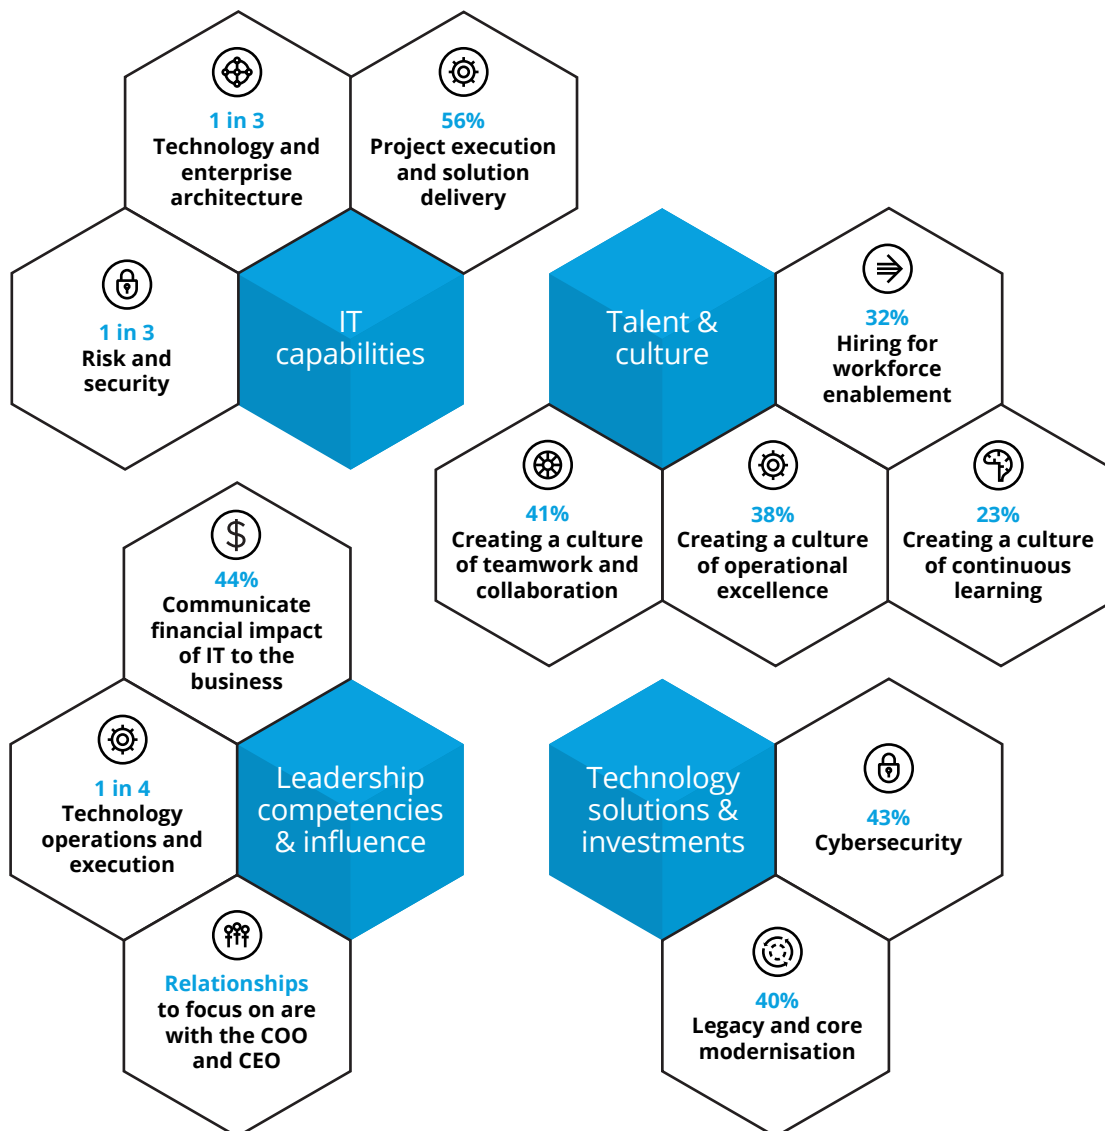 1 in 3
Technology and
enterprise
architecture
56%
Project execution
and solution
delivery
1 in 3
Risk and
security
IT
capabilities
Talent &
culture
32%
Hiring for
workforce
enablement
41%
Creating a culture
of teamwork and
collaboration
38%
Creating a culture
of operational
excellence
23%
Creating a culture
of continuous
learning
$
44%
Communicate
financial impact
of IT to the
business
1 in 4
Technology
operations and
execution
Leadership
competencies
& influence
Relationships
to focus on are
with the COO
and CEO
Technology
solutions &
investments
43%
Cybersecurity
40%
Legacy and core
modernisation